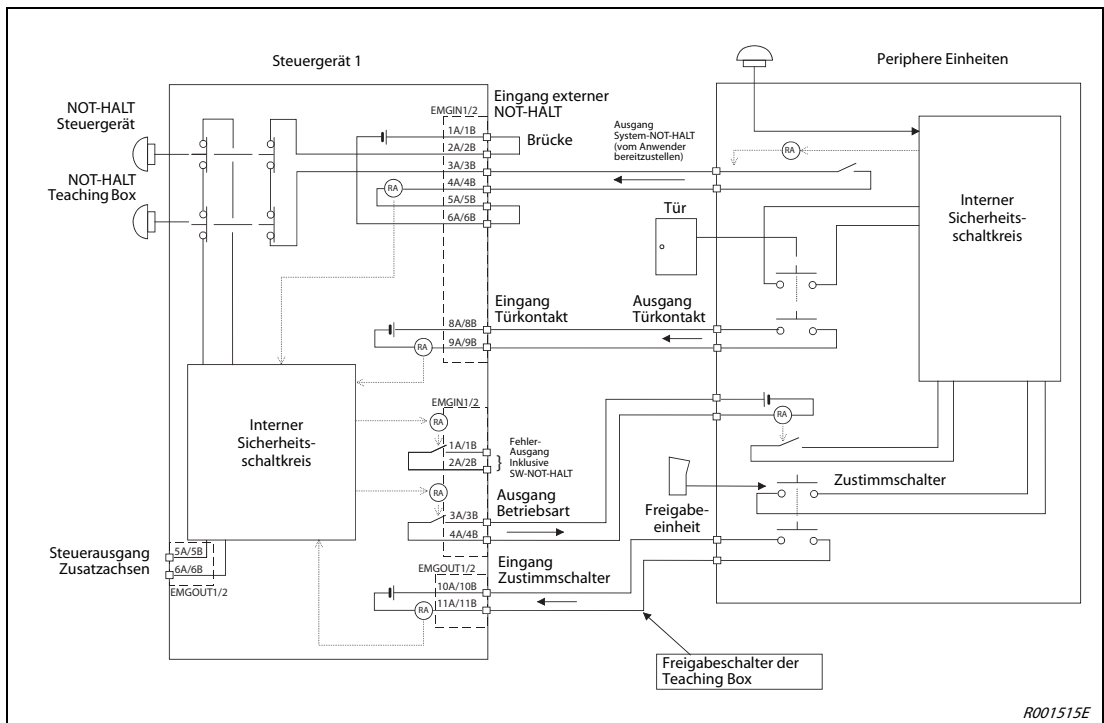 Steuergerät 1
Periphere Einheiten
NOT-HALT
Steuergerät
NOT-HALT
Teaching Box
EMGIN1/2
Eingang externer
NOT-HALT
1A/1B
2A/2B
3A/3B
4A/4B
5A/5B
6A/6B
Brücke
RA
Ausgang
System-NOT-HALT
(vom Anwender
bereitzustellen)
RA
Interner
Sicherheits-
schaltkreis
Tür
Eingang
Türkontakt
Ausgang
Türkontakt
8A/8B
9A/9B
RA
Interner
Sicherheits-
schaltkreis
EMGIN1/2
RA
1A/1B
2A/2B
Fehler-
Ausgang
Inklusive
SW-NOT-HALT
RA
Ausgang
Betriebsart
3A/3B
4A/4B
RA
Zustimmschalter
Freigabe-
einheit
Steuerausgang
Zusatzachsen
5A/5B
6A/6B
EMGOUT1/2
EMGOUT1/2
Eingang
Zustimmschalter
10A/10B
11A/11B
RA
Freigabeschalter der
Teaching Box
R001515E